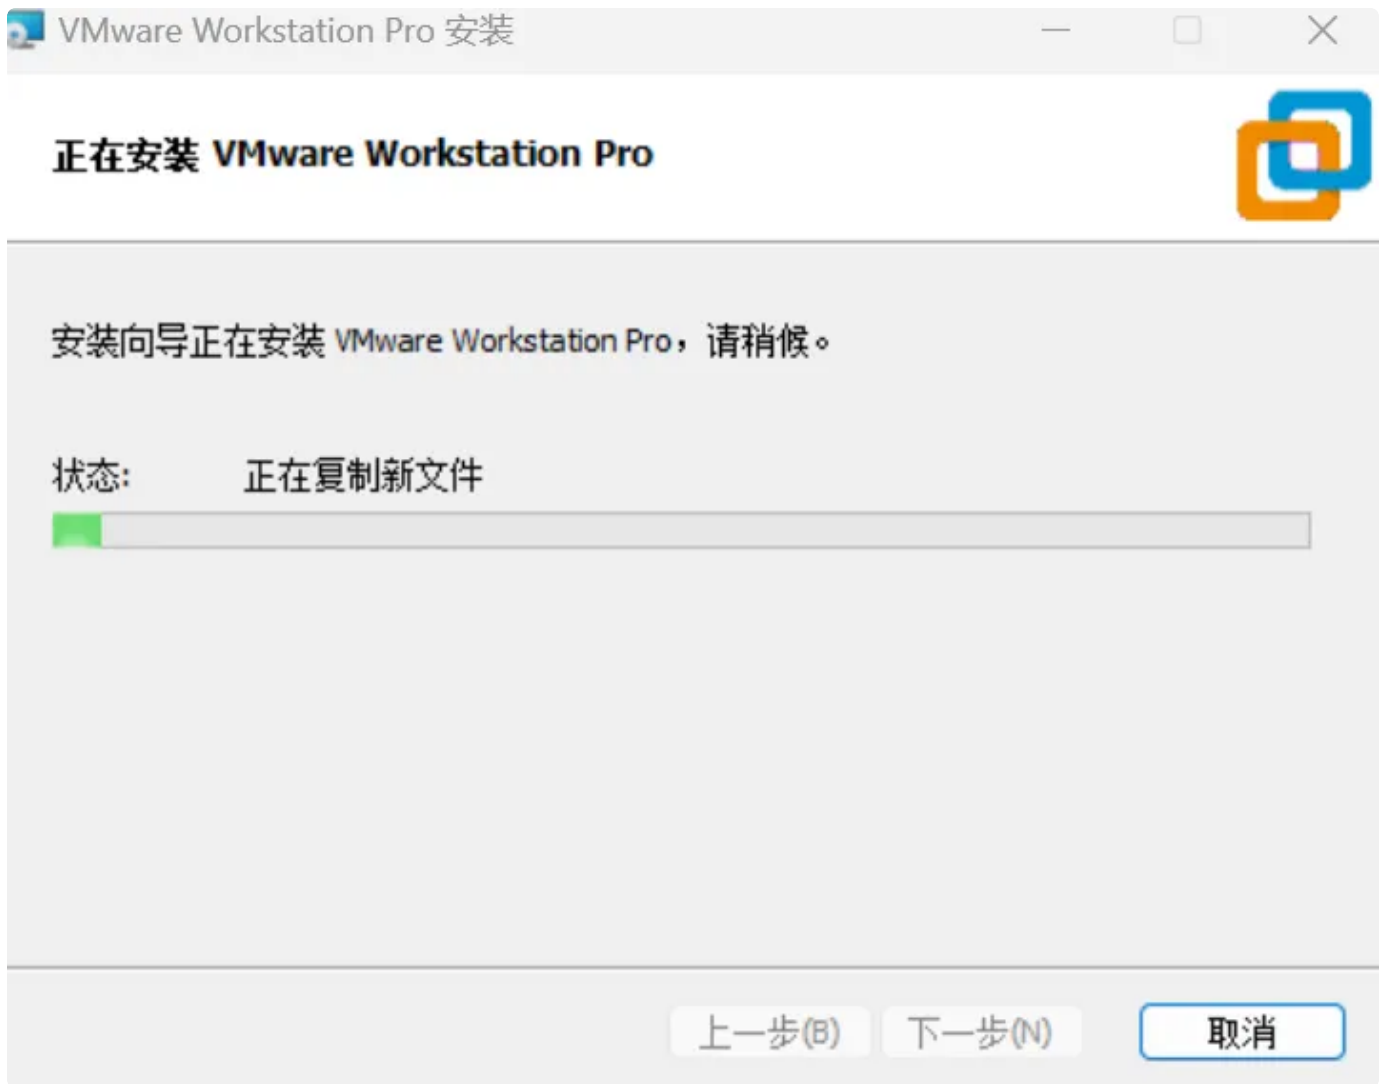 VMware Workstation Pro 安装
正在安装 VMware Workstation Pro
安装向导正在安装 VMware Workstation Pro，请稍候。
状态: 正在复制新文件
上一步(B) 下一步(N) 取消